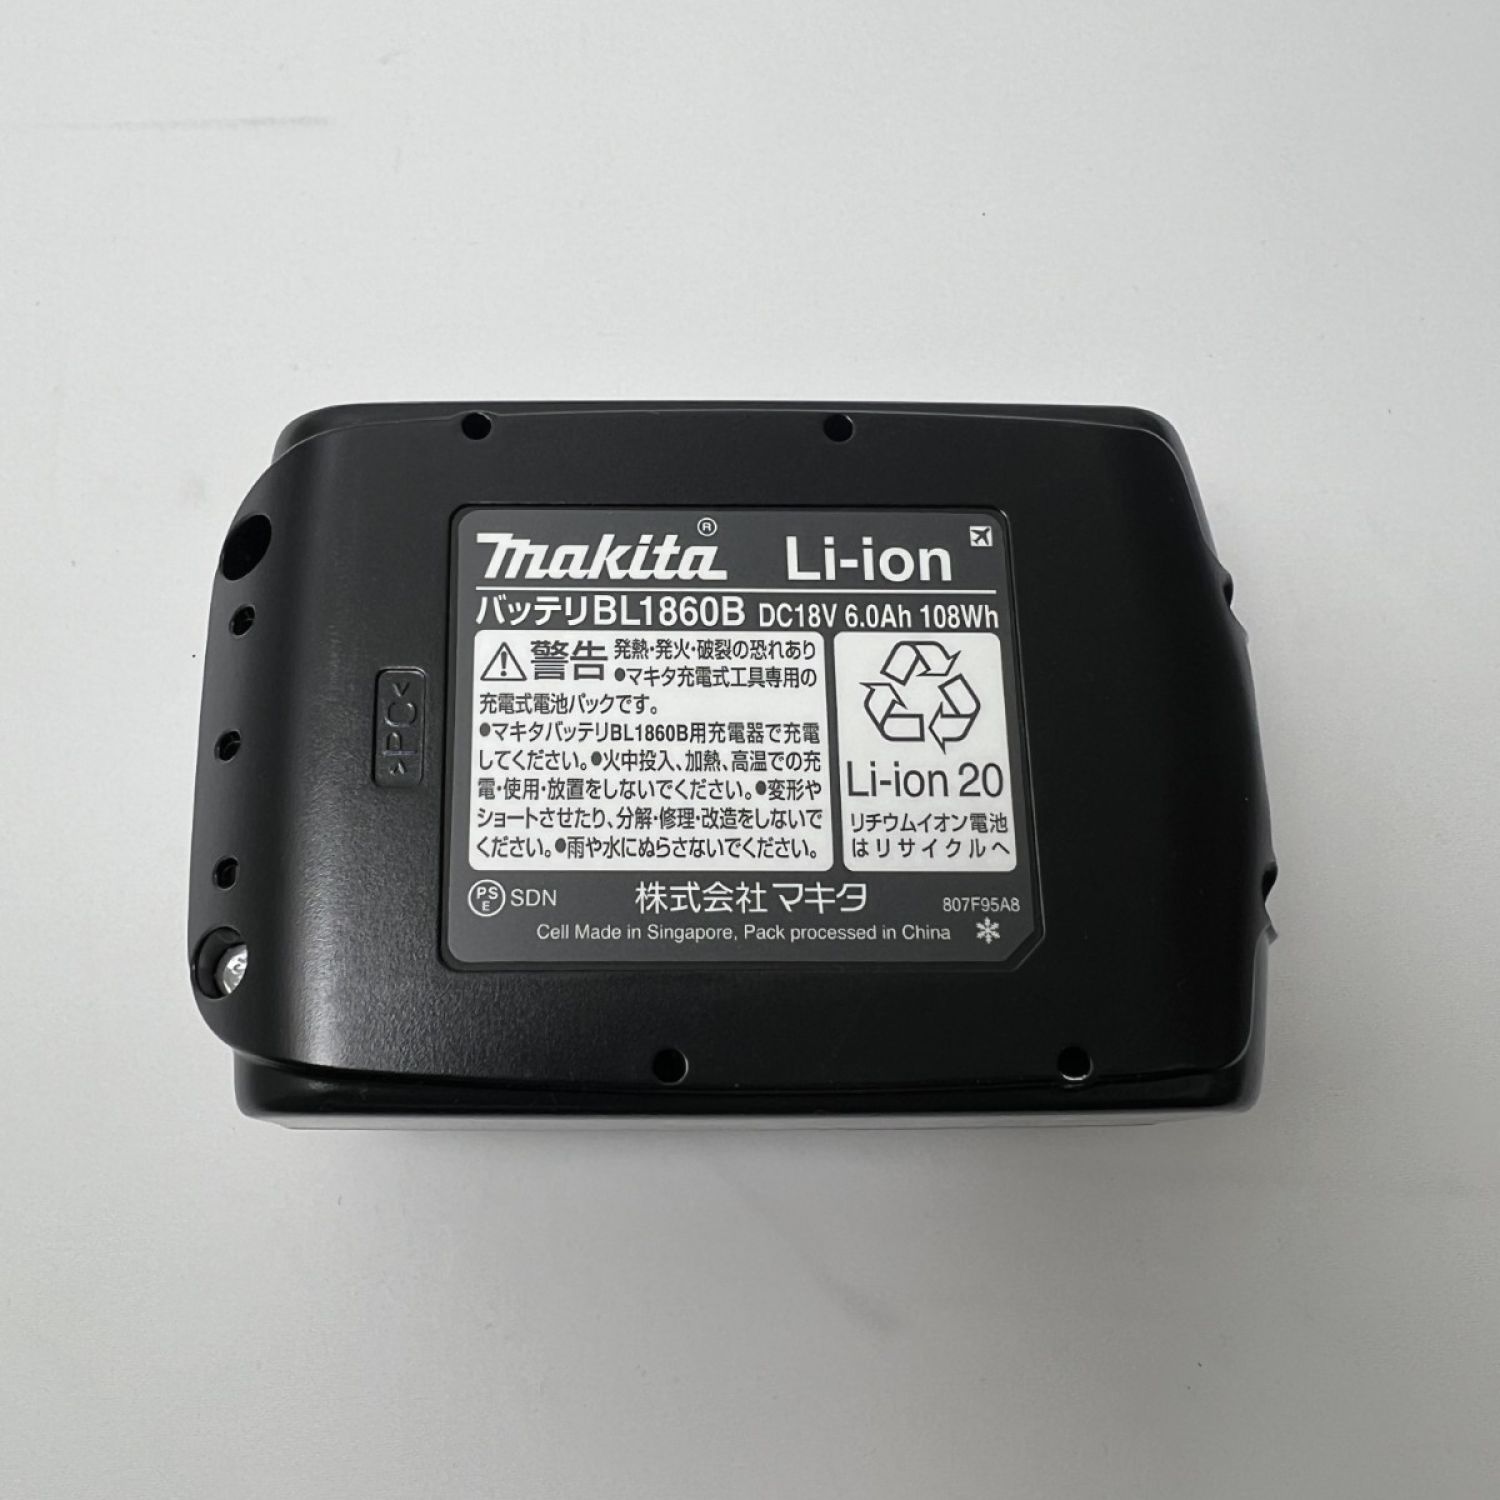 makita® Li-ion
バッテリBL1860B DC18V 6.0Ah 108Wh
警告 発熱・発火・破裂の恐れあり
●マキタ充電式工具専用の
充電式電池パックです。
●マキタバッテリBL1860B用充電器で充電
してください。●火中投入、加熱、高温での充
電・使用・放置をしないでください。●変形や
ショートさせたり、分解・修理・改造をしないで
ください。●雨や水にぬらさないでください。
Li-ion 20
リチウムイオン電池
はリサイクルへ
PS
E SDN
株式会社マキタ
807F95A8
Cell Made in Singapore, Pack processed in China
>PC<